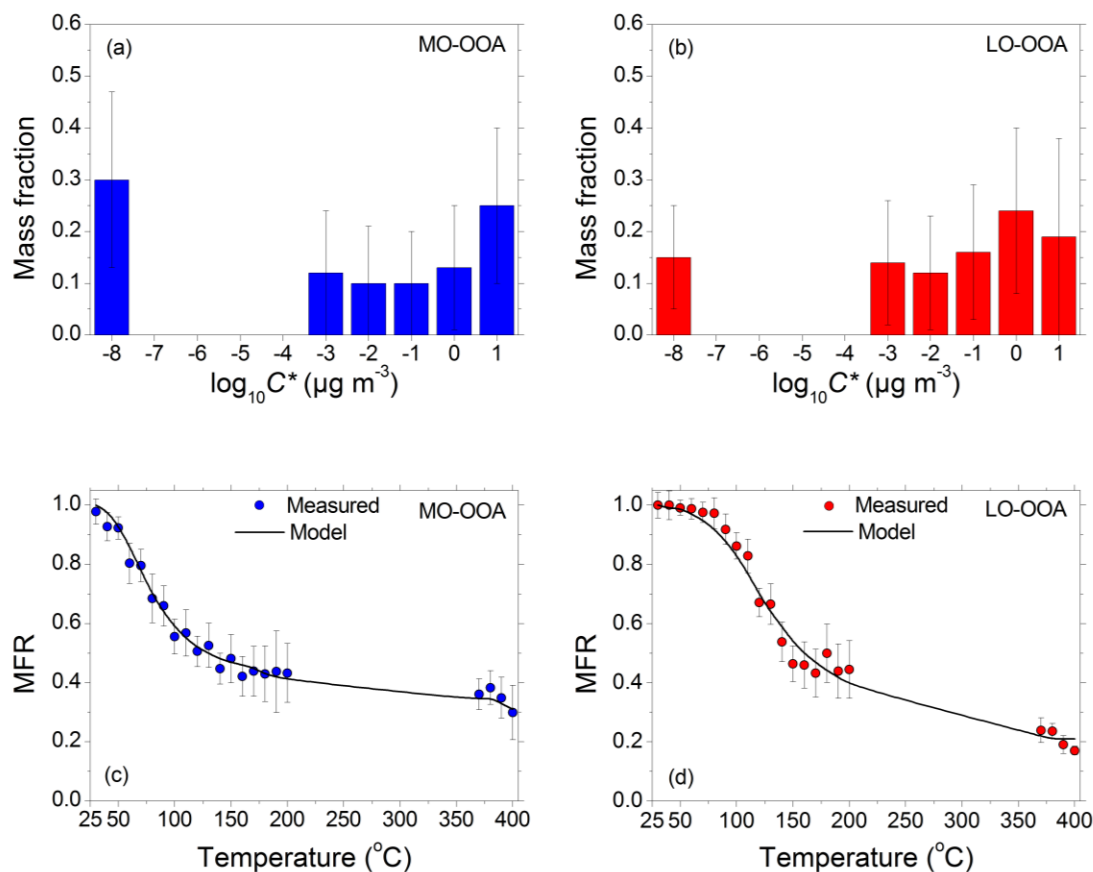 (a) MO-OOA
Mass fraction
0.6
0.5
0.4
0.3
0.2
0.1
0.0
-8 -7 -6 -5 -4 -3 -2 -1 0 1
log₁₀C* (µg m⁻³)
(b) LO-OOA
Mass fraction
0.6
0.5
0.4
0.3
0.2
0.1
0.0
-8 -7 -6 -5 -4 -3 -2 -1 0 1
log₁₀C* (µg m⁻³)
Measured
MO-OOA
Model
MFR
1.0
0.8
0.6
0.4
0.2
0.0
(c)
25 50 100 150 200 250 300 350 400
Temperature (°C)
Measured
LO-OOA
Model
MFR
1.0
0.8
0.6
0.4
0.2
0.0
(d)
25 50 100 150 200 250 300 350 400
Temperature (°C)